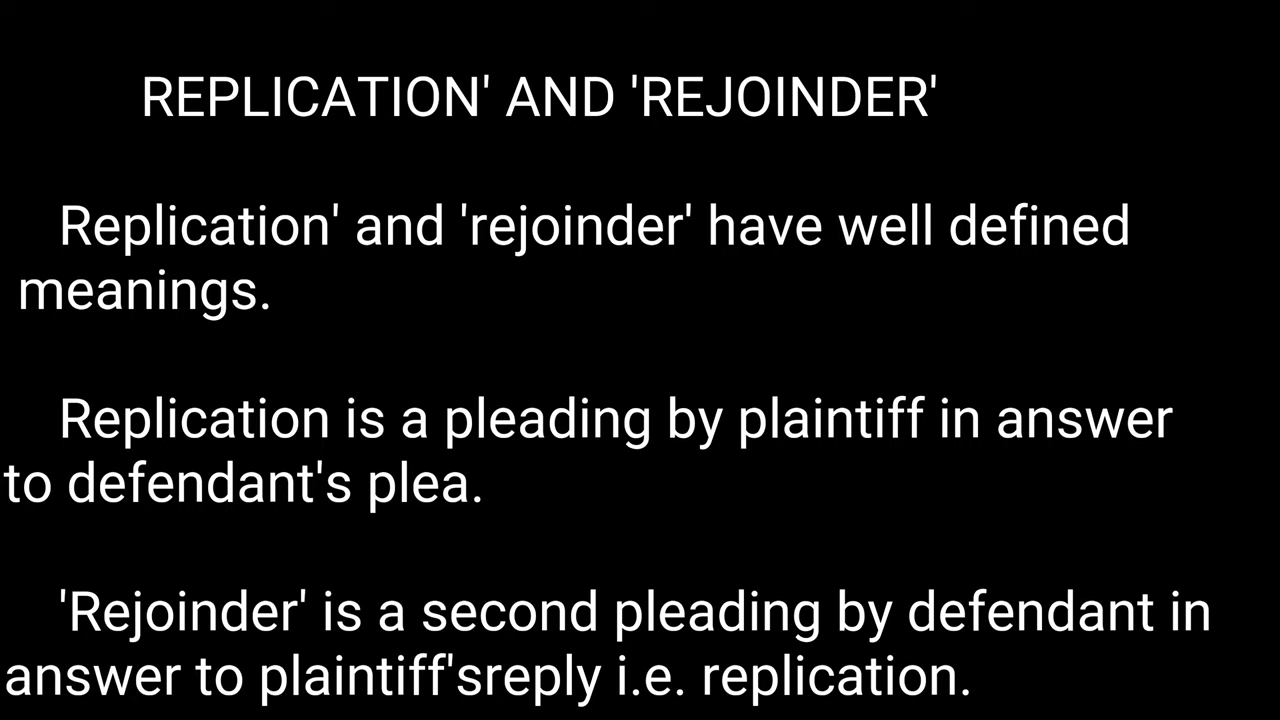 REPLICATION' AND 'REJOINDER'
Replication' and 'rejoinder' have well defined
meanings.
Replication is a pleading by plaintiff in answer
to defendant's plea.
'Rejoinder' is a second pleading by defendant in
answer to plaintiff'sreply i.e. replication.